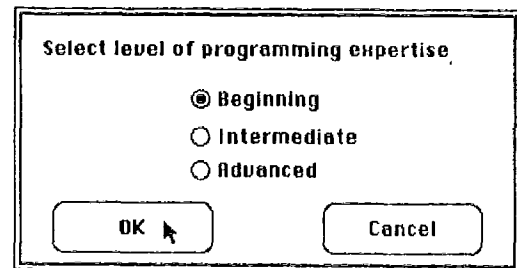 Select level of programming expertise
Beginning
Intermediate
Advanced
OK Cancel